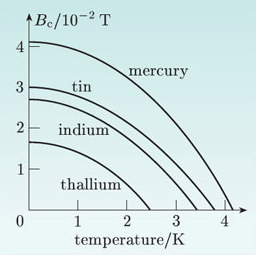 B_c/10^{-2} T
4
mercury
3
tin
2
indium
1
thallium
0 1 2 3 4
temperature/K